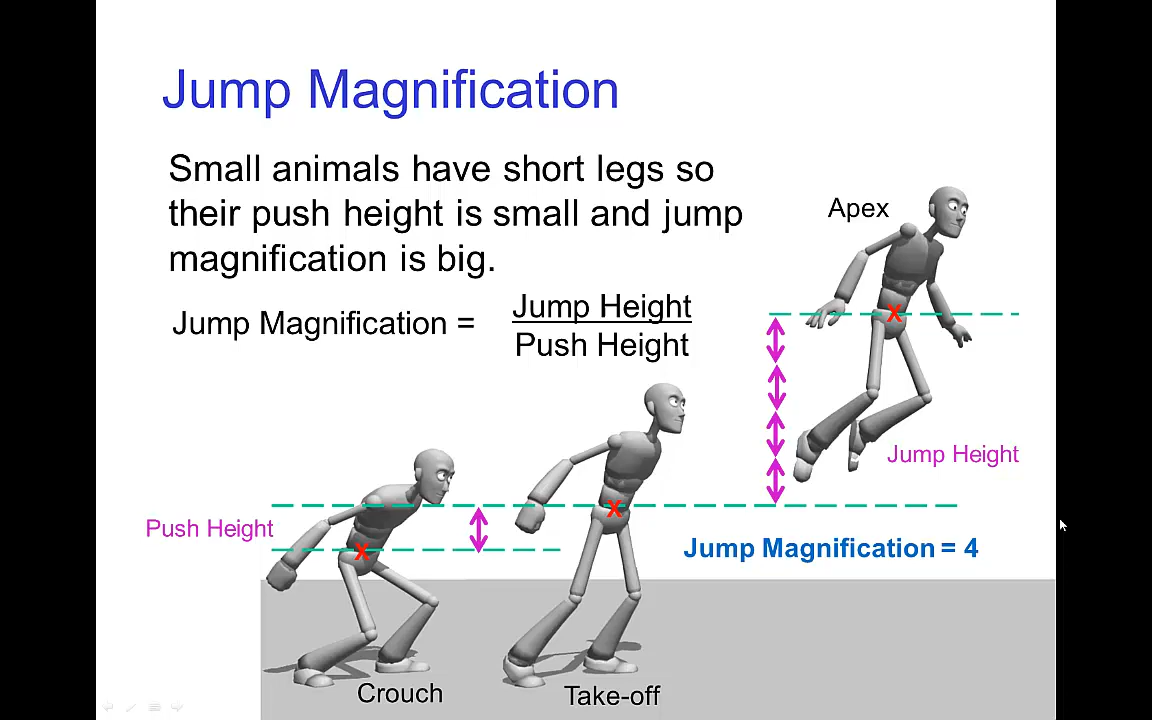 Jump Magnification
Small animals have short legs so
their push height is small and jump
magnification is big.
Jump Magnification =
Jump Height
Push Height
Apex
X
Jump Height
X
Push Height
X
Jump Magnification = 4
Crouch
Take-off